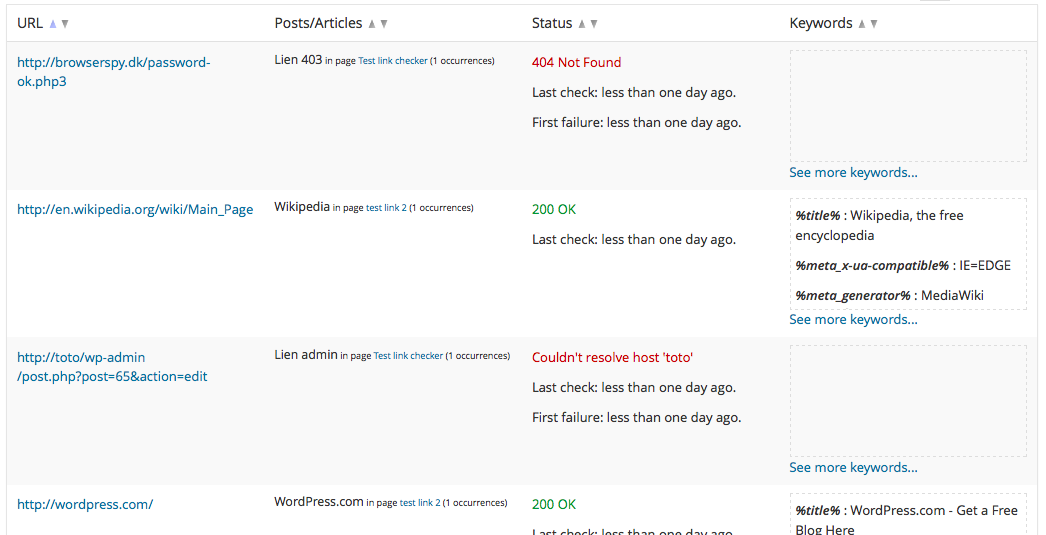 URL Posts/Articles Status Keywords
http://browserspy.dk/password-
ok.php3
Lien 403 in page Test link checker (1 occurrences)
404 Not Found
Last check: less than one day ago.
First failure: less than one day ago.
See more keywords...
http://en.wikipedia.org/wiki/Main_Page
Wikipedia in page test link 2 (1 occurrences)
200 OK
Last check: less than one day ago.
%title% : Wikipedia, the free
encyclopedia
%meta_x-ua-compatible% : IE=EDGE
%meta_generator% : MediaWiki
See more keywords...
http://toto/wp-admin
/post.php?post=65&action=edit
Lien admin in page Test link checker (1 occurrences)
Couldn't resolve host 'toto'
Last check: less than one day ago.
First failure: less than one day ago.
See more keywords...
http://wordpress.com/
WordPress.com in page test link 2 (1 occurrences)
200 OK
Last check: less than one day ago.
%title% : WordPress.com - Get a Free
Blog Here